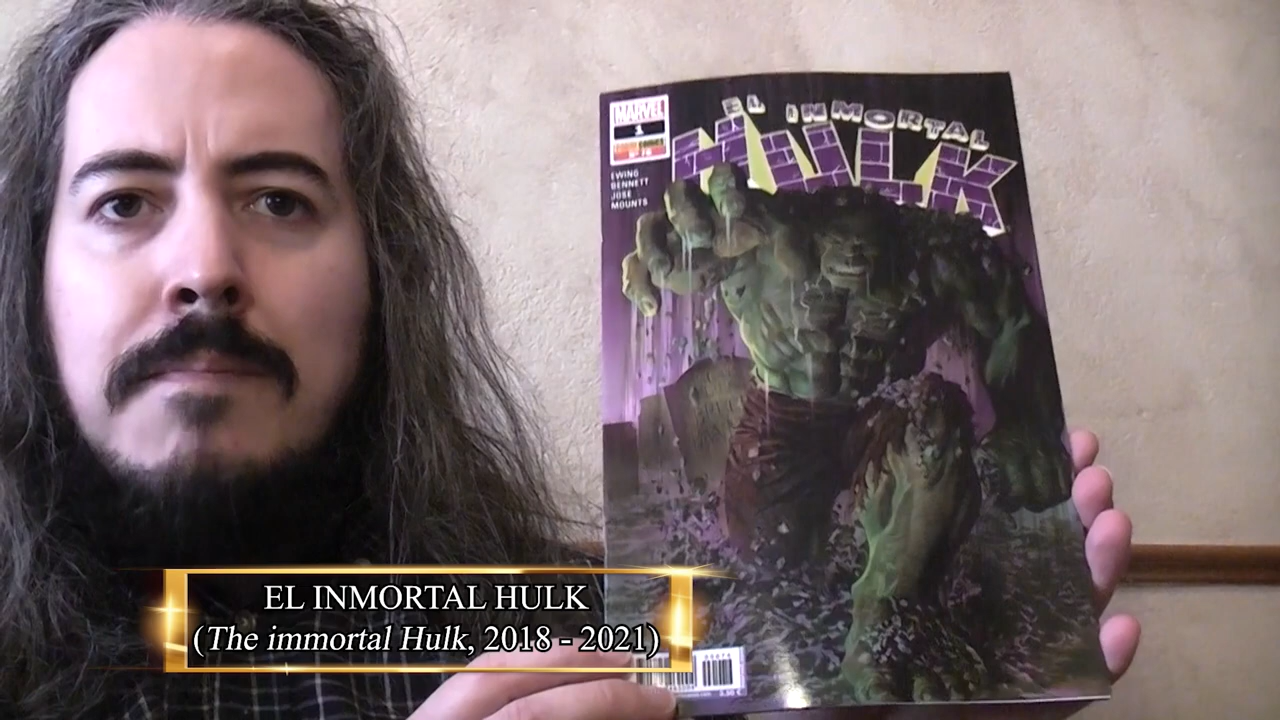 MARVEL
1
EL INMORTAL
HULK
EWING
BENNETT
JOSÉ
MOUNTS
EL INMORTAL HULK
(The immortal Hulk, 2018 - 2021)